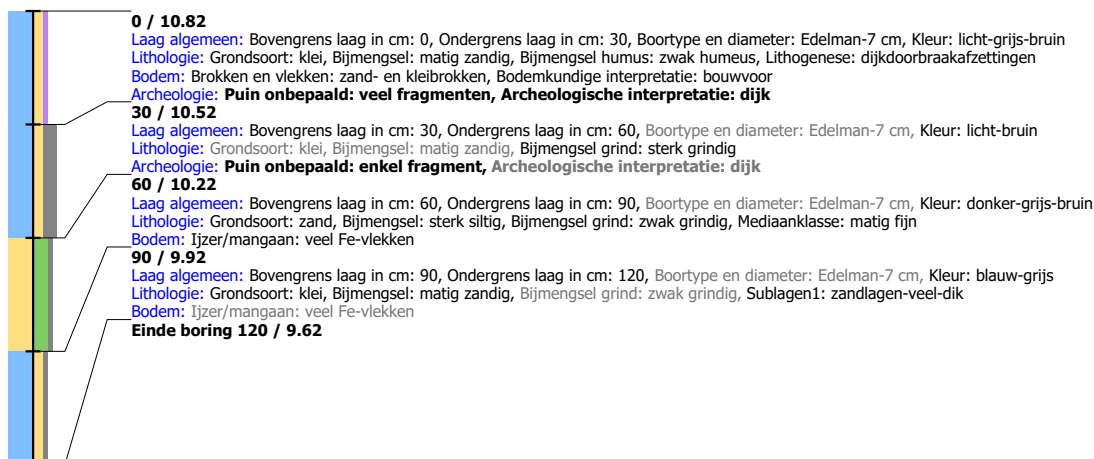 0 / 10.82
Laag algemeen: Bovengrens laag in cm: 0, Ondergrens laag in cm: 30, Boortype en diameter: Edelman-7 cm, Kleur: licht-grijs-bruin
Lithologie: Grondsoort: klei, Bijmengsel: matig zandig, Bijmengsel humus: zwak humeus, Lithogenese: dijkdoorbraakafzettingen
Bodem: Brokken en vlekken: zand- en kleibrokken, Bodemkundige interpretatie: bouwvoor
Archeologie: Puin onbepaald: veel fragmenten, Archeologische interpretatie: dijk
30 / 10.52
Laag algemeen: Bovengrens laag in cm: 30, Ondergrens laag in cm: 60, Boortype en diameter: Edelman-7 cm, Kleur: licht-bruin
Lithologie: Grondsoort: klei, Bijmengsel: matig zandig, Bijmengsel grind: sterk grindig
Archeologie: Puin onbepaald: enkel fragment, Archeologische interpretatie: dijk
60 / 10.22
Laag algemeen: Bovengrens laag in cm: 60, Ondergrens laag in cm: 90, Boortype en diameter: Edelman-7 cm, Kleur: donker-grijs-bruin
Lithologie: Grondsoort: zand, Bijmengsel: sterk siltig, Bijmengsel grind: zwak grindig, Mediaanklasse: matig fijn
Bodem: Ijzer/mangaan: veel Fe-vlekken
90 / 9.92
Laag algemeen: Bovengrens laag in cm: 90, Ondergrens laag in cm: 120, Boortype en diameter: Edelman-7 cm, Kleur: blauw-grijs
Lithologie: Grondsoort: klei, Bijmengsel: matig zandig, Bijmengsel grind: zwak grindig, Sublagen1: zandlagen-veel-dik
Bodem: Ijzer/mangaan: veel Fe-vlekken
Einde boring 120 / 9.62